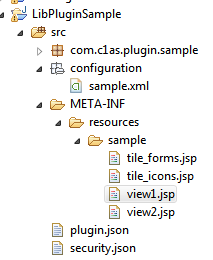 LibPluginSample
src
com.c1as.plugin.sample
configuration
sample.xml
META-INF
resources
sample
tile_forms.jsp
tile_icons.jsp
view1.jsp
view2.jsp
plugin.json
security.json